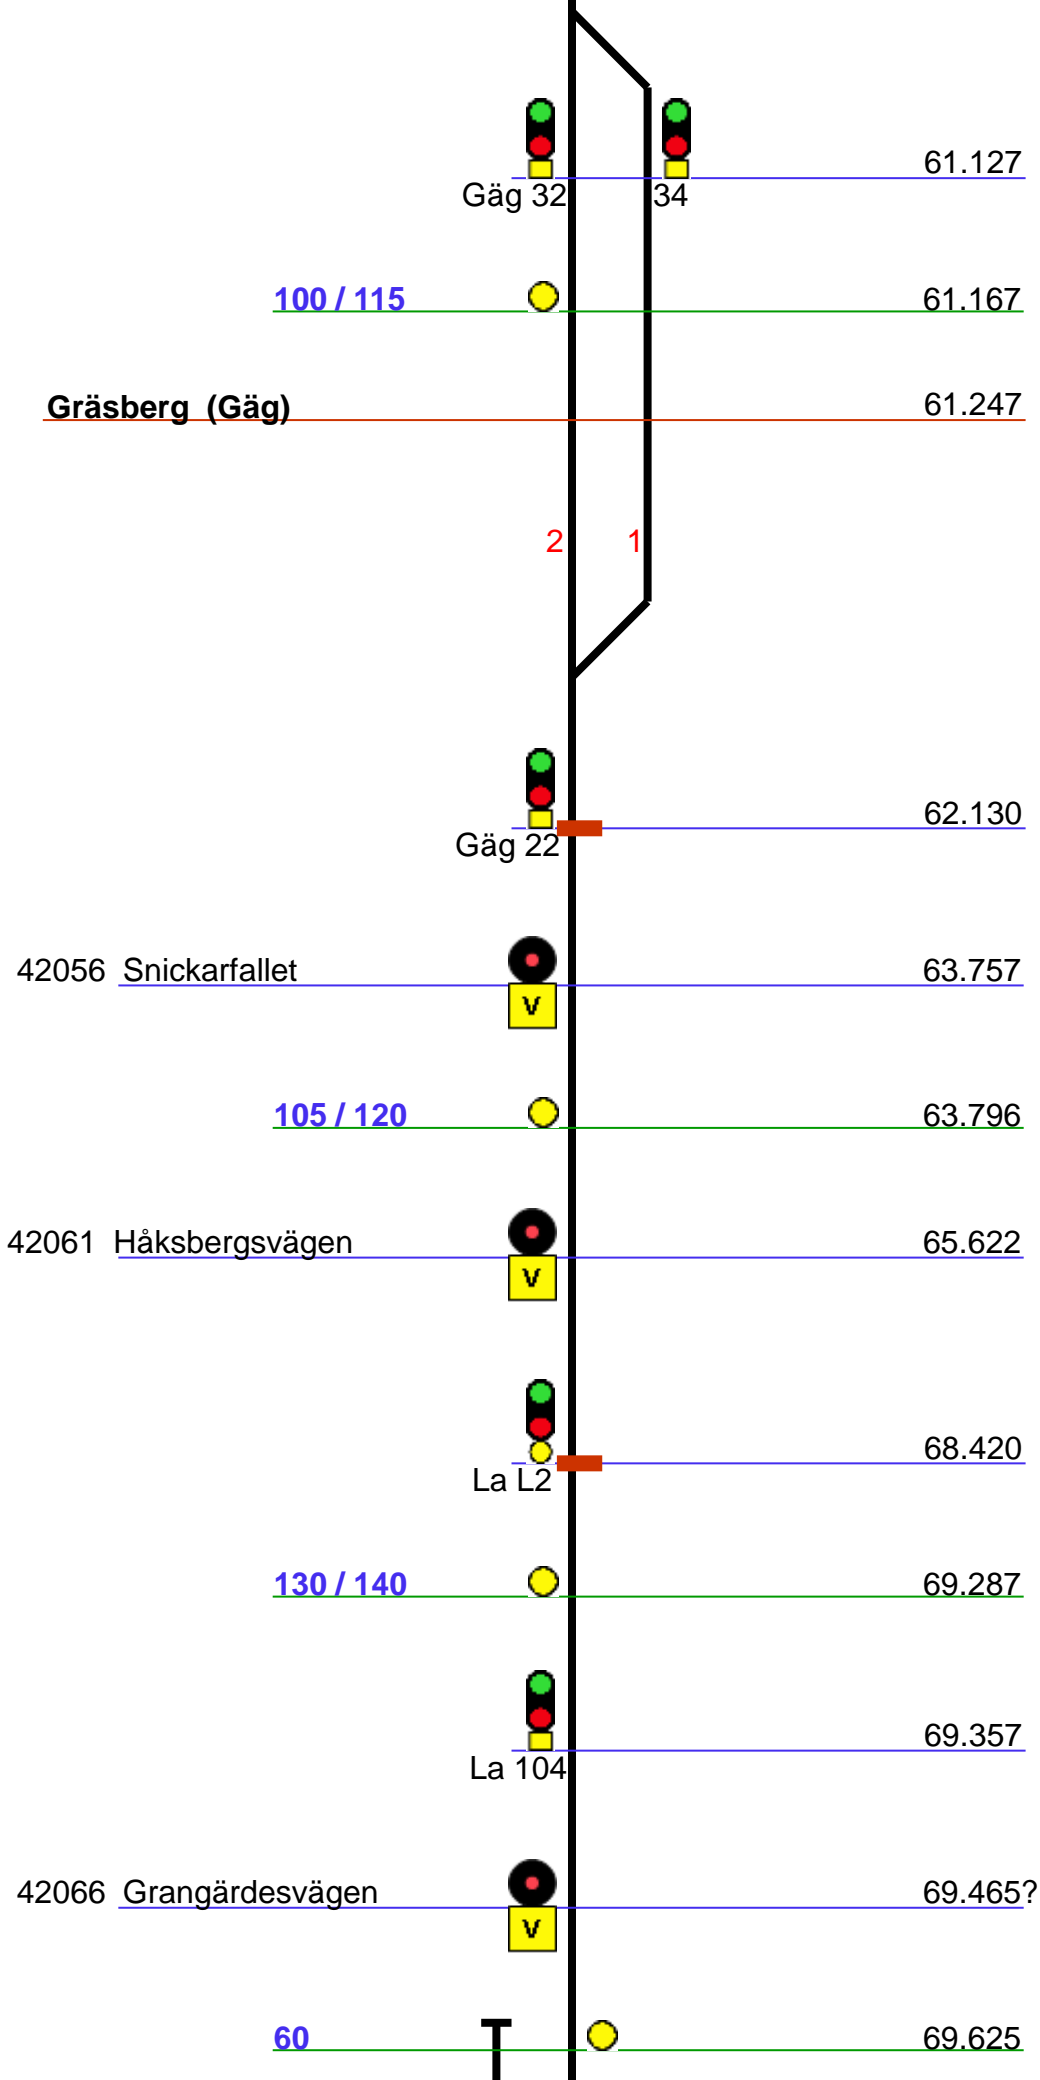 61.127
Gäg 32 34
100 / 115 61.167
Gräsberg (Gäg) 61.247
2 1
62.130
Gäg 22
42056 Snickarfallet 63.757
V
105 / 120 63.796
42061 Håksbergsvägen 65.622
V
68.420
La L2
130 / 140 69.287
69.357
La 104
42066 Grangärdesvägen 69.465?
V
60 69.625